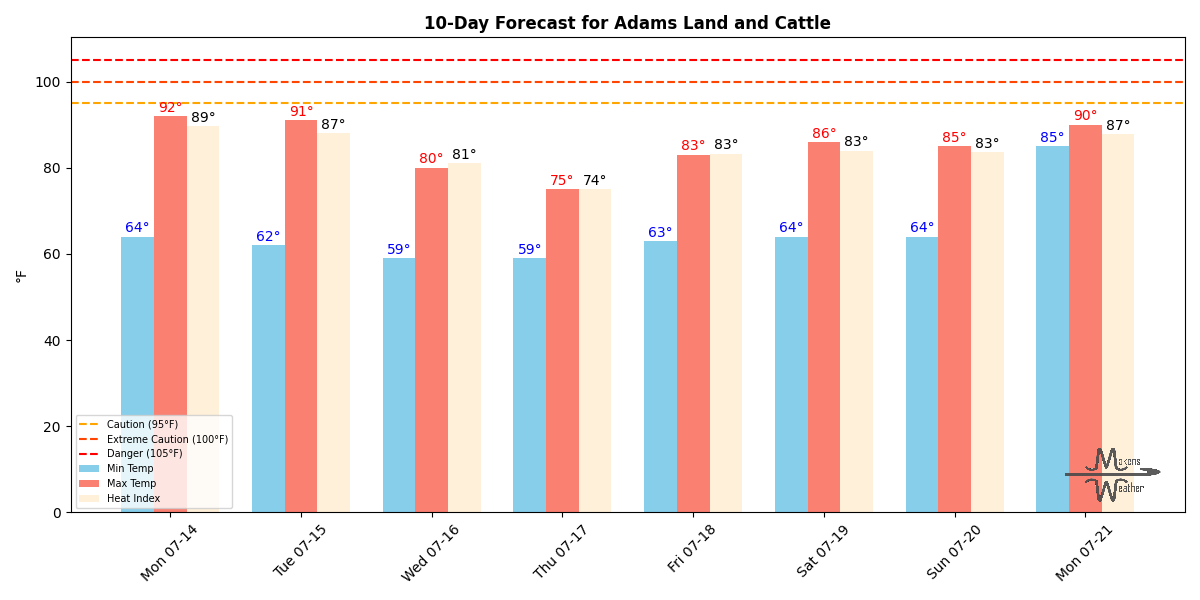 10-Day Forecast for Adams Land and Cattle
°F
100
80
60
40
20
0
64° 92° 89°
62° 91° 87°
59° 80° 81°
59° 75° 74°
63° 83° 83°
64° 86° 83°
64° 85° 83°
85° 90° 87°
Caution (95°F)
Extreme Caution (100°F)
Danger (105°F)
Min Temp
Max Temp
Heat Index
akens
eather
Mon 07-14
Tue 07-15
Wed 07-16
Thu 07-17
Fri 07-18
Sat 07-19
Sun 07-20
Mon 07-21